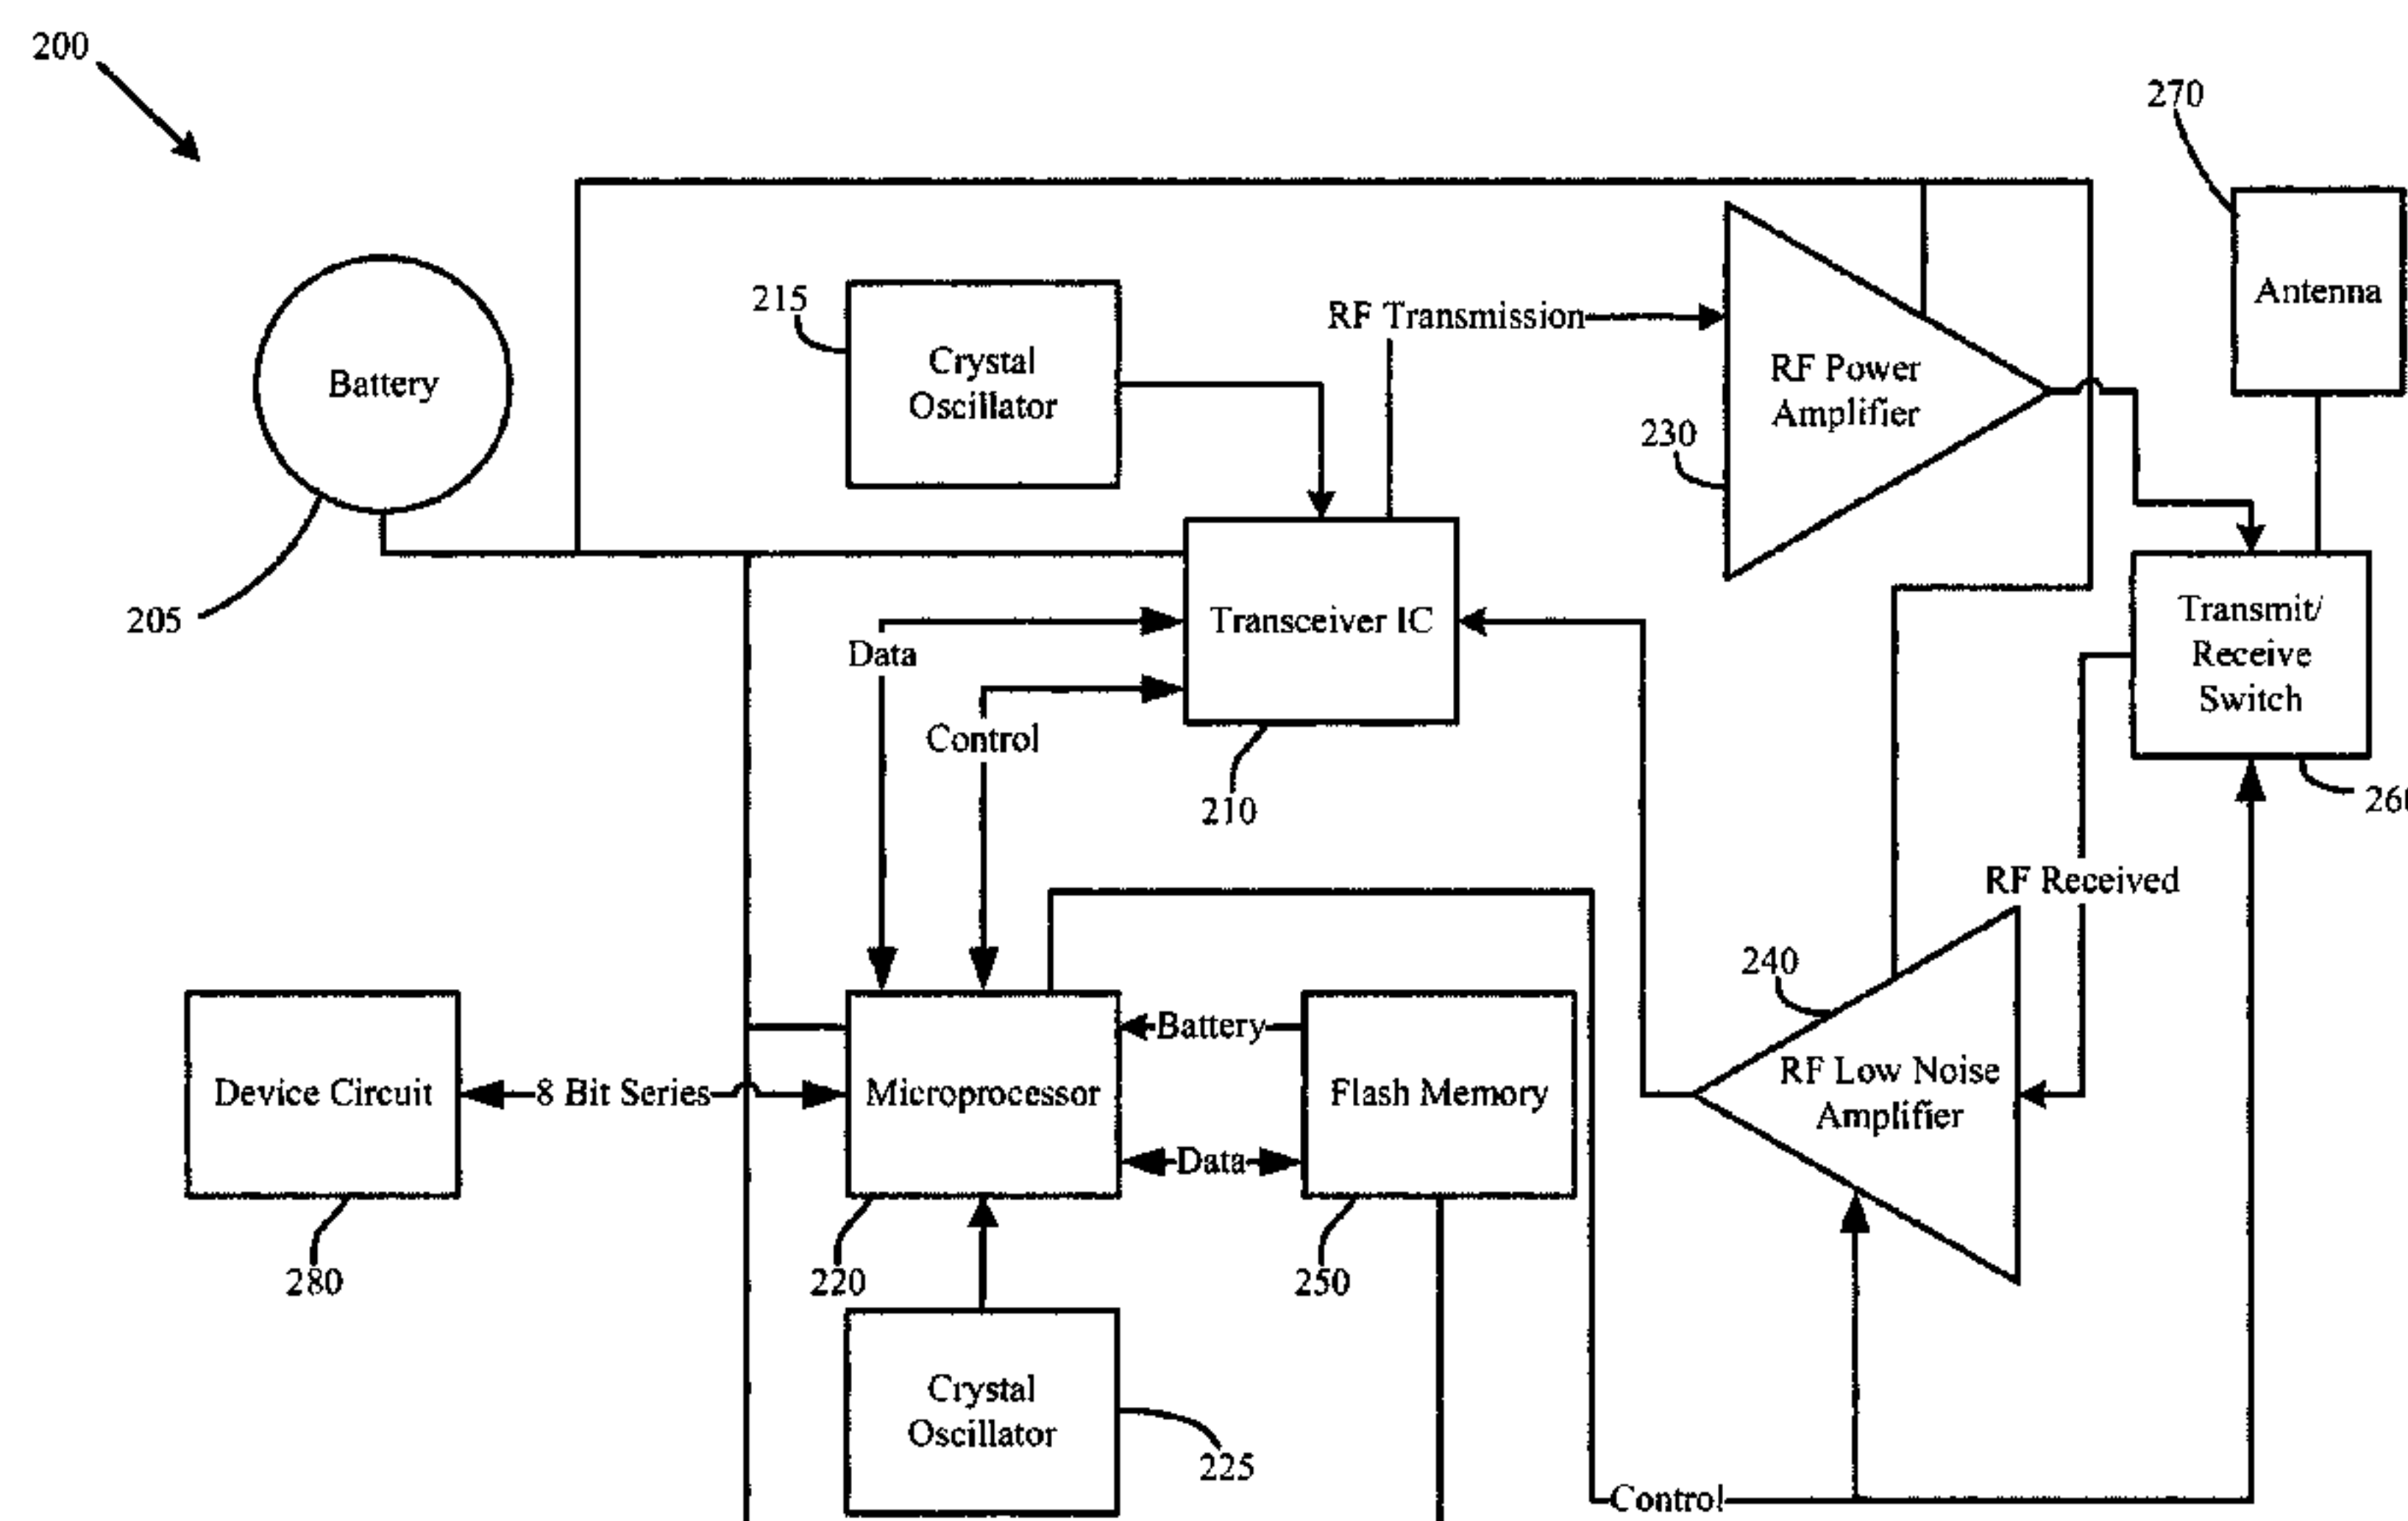 200
270
215
RF Transmission
Antenna
Crystal
Oscillator
Battery
RF Power
Amplifier
230
205
Transceiver IC
Transmit/
Receive
Switch
Data
Control
210
RF Received
240
Battery
Device Circuit
8 Bit Series
Microprocessor
Flash Memory
RF Low Noise
Amplifier
Data
280
220
250
Crystal
Oscillator
225
Control